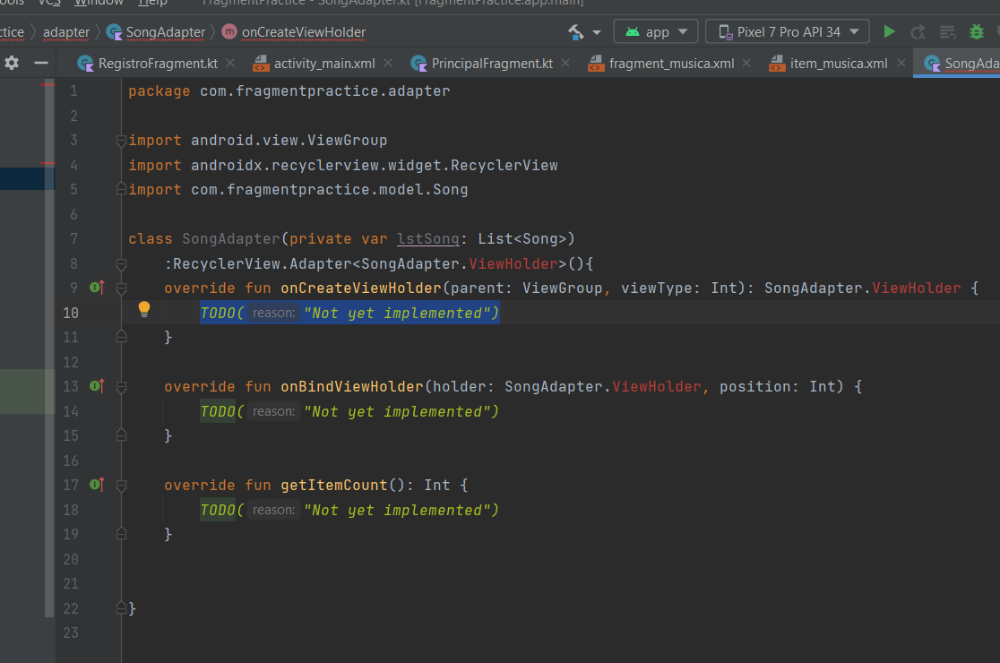 ools VCS Window Help FragmentPractice - SongAdapter.kt [FragmentPractice.app.main]
ctice adapter SongAdapter onCreateViewHolder app Pixel 7 Pro API 34
RegistroFragment.kt activity_main.xml PrincipalFragment.kt fragment_musica.xml item_musica.xml SongAda
1 package com.fragmentpractice.adapter
2
3 import android.view.ViewGroup
4 import androidx.recyclerview.widget.RecyclerView
5 import com.fragmentpractice.model.Song
6
7 class SongAdapter(private var lstSong: List<Song>)
8 :RecyclerView.Adapter<SongAdapter.ViewHolder>(){
9 override fun onCreateViewHolder(parent: ViewGroup, viewType: Int): SongAdapter.ViewHolder {
10 TODO( reason: "Not yet implemented")
11 }
12
13 override fun onBindViewHolder(holder: SongAdapter.ViewHolder, position: Int) {
14 TODO( reason: "Not yet implemented")
15 }
16
17 override fun getItemCount(): Int {
18 TODO( reason: "Not yet implemented")
19 }
20
21
22 }
23